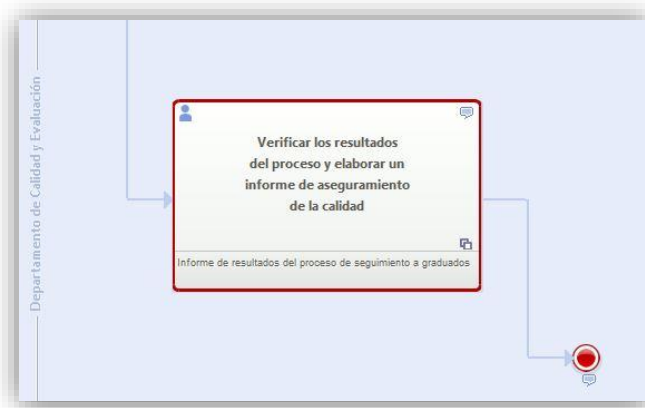 Departamento de Calidad y Evaluación
Verificar los resultados
del proceso y elaborar un
informe de aseguramiento
de la calidad
Informe de resultados del proceso de seguimiento a graduados